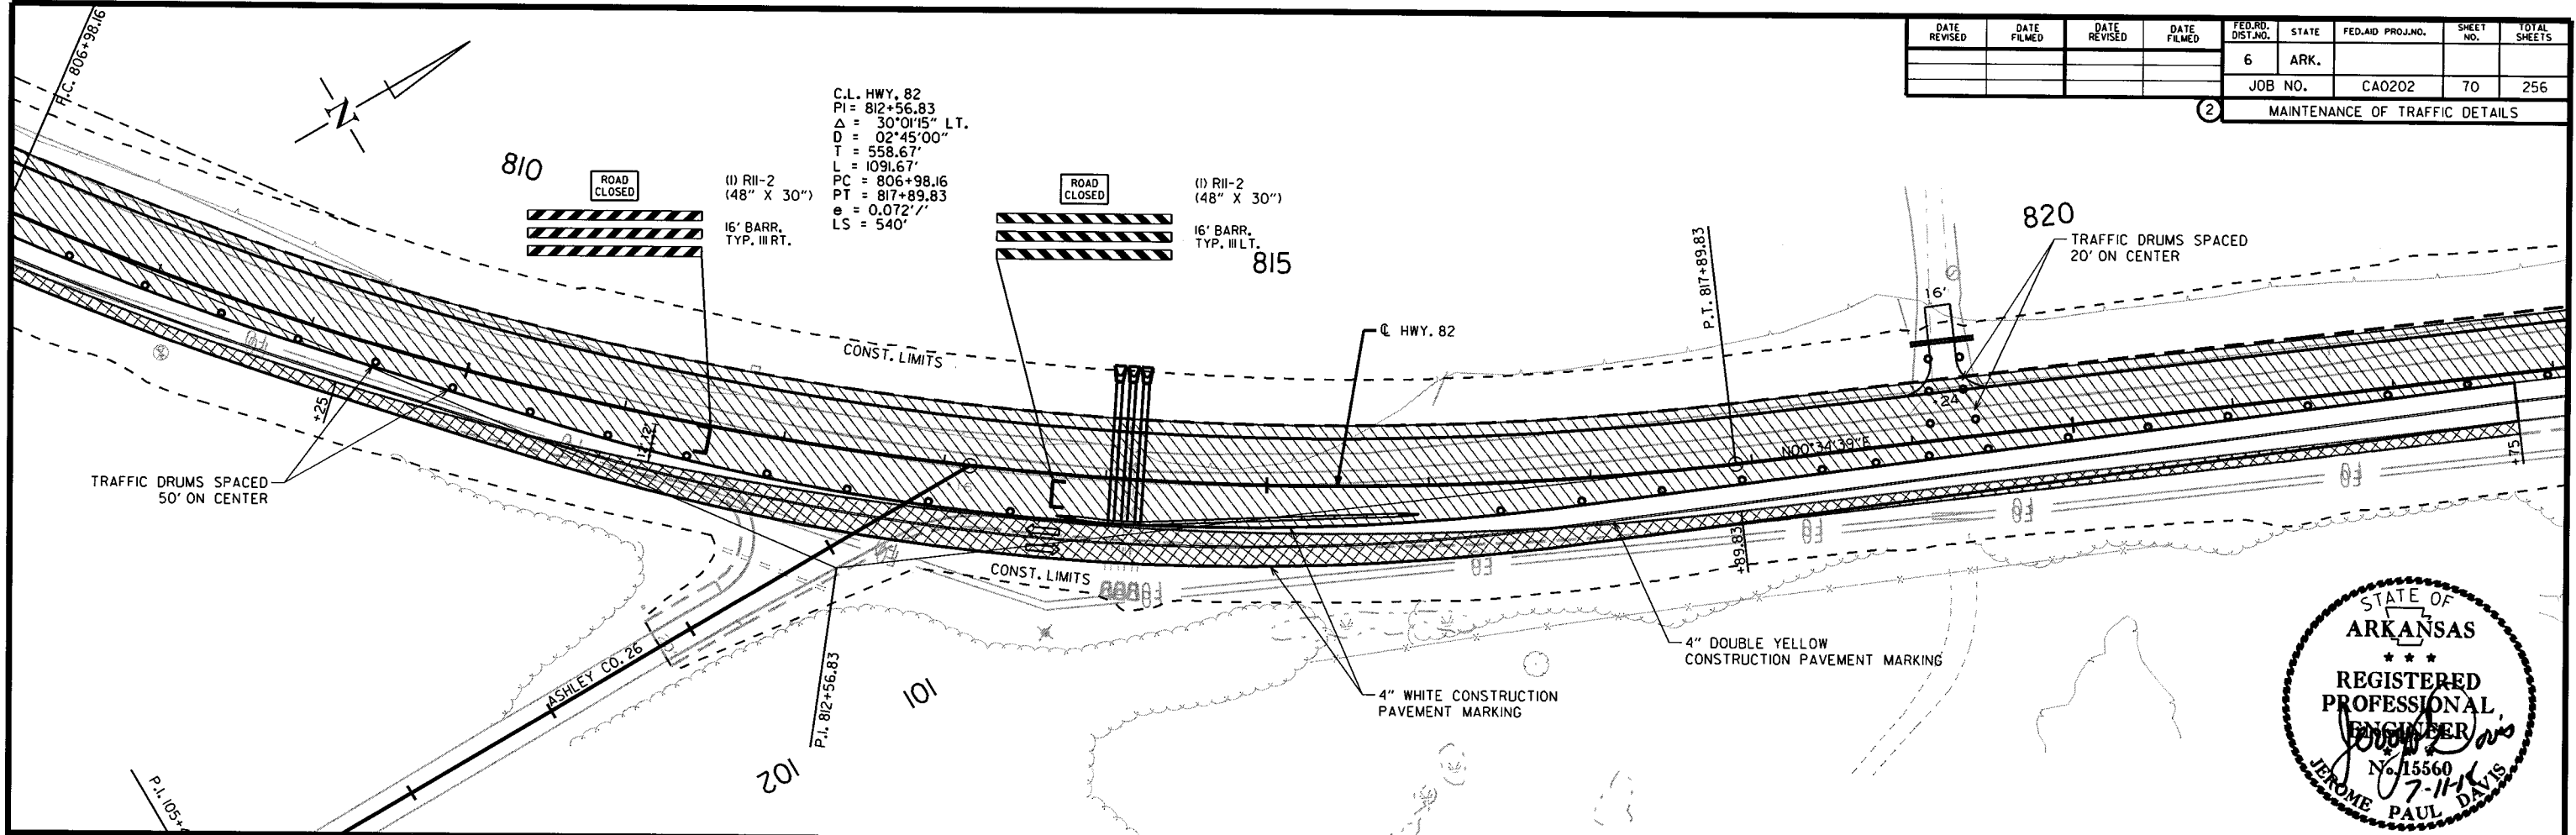 DATE REVISED
DATE FILMED
DATE REVISED
DATE FILMED
FED.RD. DIST.NO.
STATE
FED.AID PROJ.NO.
SHEET NO.
TOTAL SHEETS
6
ARK.
JOB NO.
CA0202
70
256
2
MAINTENANCE OF TRAFFIC DETAILS
P.C. 806+98.16
N
C.L. HWY. 82
PI = 812+56.83
Δ = 30°01'15" LT.
D = 02°45'00"
T = 558.67'
L = 1091.67'
PC = 806+98.16
PT = 817+89.83
e = 0.072'/'
LS = 540'
810
ROAD
CLOSED
(1) R11-2
(48" X 30")
16' BARR.
TYP. III RT.
ROAD
CLOSED
(1) R11-2
(48" X 30")
16' BARR.
TYP. III LT.
815
820
TRAFFIC DRUMS SPACED
20' ON CENTER
P.T. 817+89.83
16'
℄ HWY. 82
CONST. LIMITS
+24
N00°34'39"E
+25
12'
12'
16
+75
+89.83
TRAFFIC DRUMS SPACED
50' ON CENTER
CONST. LIMITS
4" DOUBLE YELLOW
CONSTRUCTION PAVEMENT MARKING
4" WHITE CONSTRUCTION
PAVEMENT MARKING
ASHLEY CO. 26
P.I. 812+56.83
101
102
P.I. 105+
STATE OF
ARKANSAS
★ ★ ★
REGISTERED
PROFESSIONAL
ENGINEER
No. 15560
7-11-
JEROME PAUL DAVIS